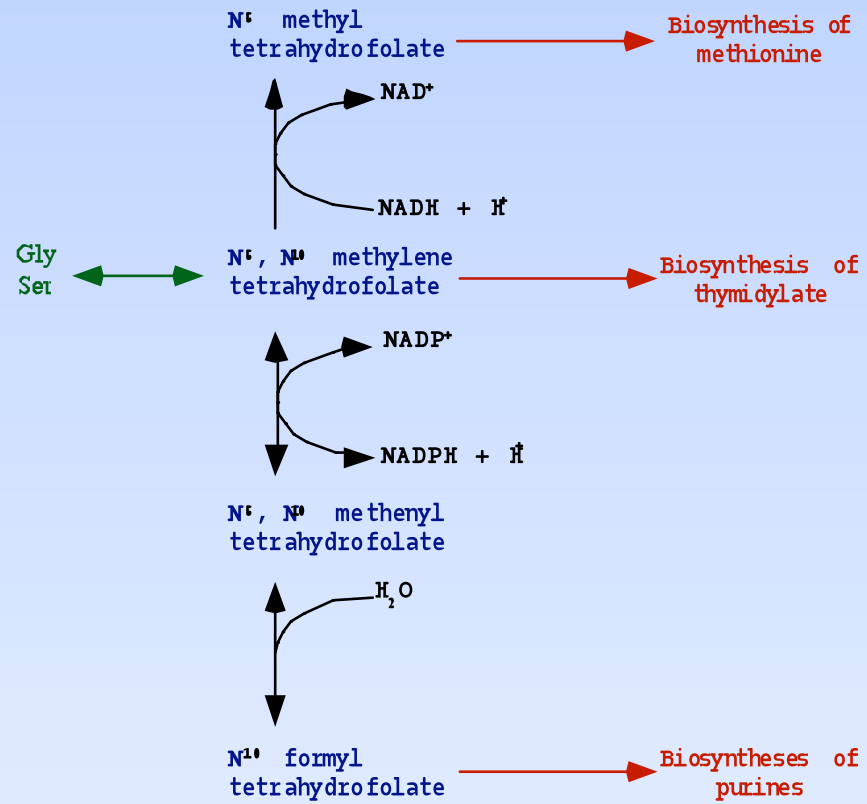 N⁵ methyl
tetrahydrofolate
Biosynthesis of
methionine
NAD⁺
NADH + H⁺
Gly
Ser
N⁵, N¹⁰ methylene
tetrahydrofolate
Biosynthesis of
thymidylate
NADP⁺
NADPH + H⁺
N⁵, N¹⁰ methenyl
tetrahydrofolate
H₂O
N¹⁰ formyl
tetrahydrofolate
Biosyntheses of
purines